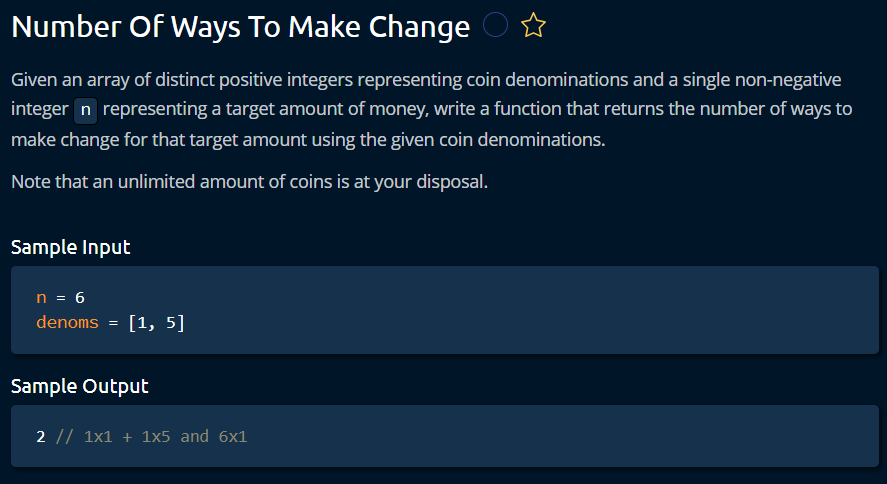 Number Of Ways To Make Change
Given an array of distinct positive integers representing coin denominations and a single non-negative
integer n representing a target amount of money, write a function that returns the number of ways to
make change for that target amount using the given coin denominations.
Note that an unlimited amount of coins is at your disposal.
Sample Input
n = 6
denoms = [1, 5]
Sample Output
2 // 1x1 + 1x5 and 6x1